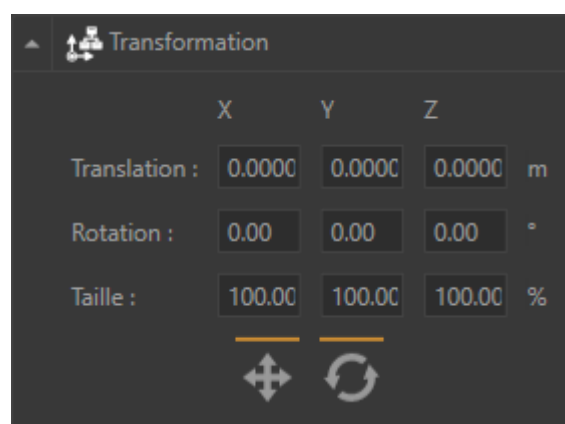 Transformation
X Y Z
Translation : 0.0000 0.0000 0.0000 m
Rotation : 0.00 0.00 0.00 °
Taille : 100.00 100.00 100.00 %